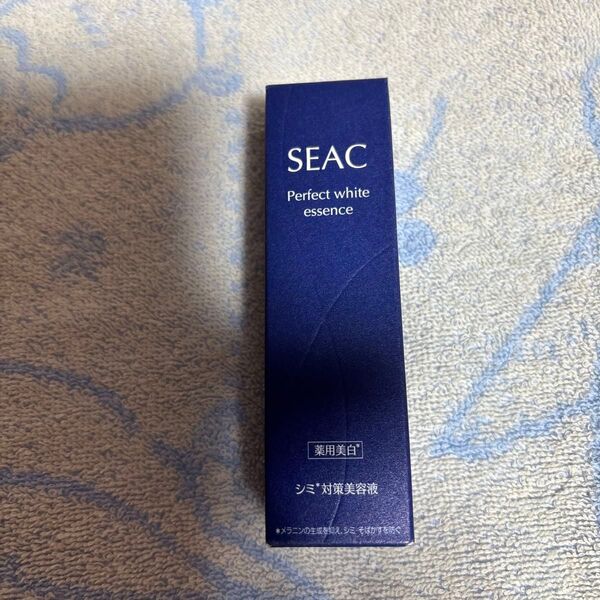 SEAC
Perfect white
essence
薬用美白*
シミ*対策美容液
*メラニンの生成を抑え、シミ・そばかすを防ぐ